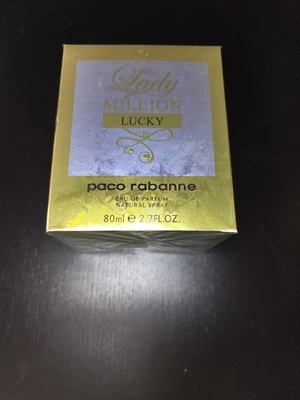 Lady
MILLION
LUCKY
paco rabanne
EAU DE PARFUM
NATURAL SPRAY
80ml ℮ 2.7FL.OZ.